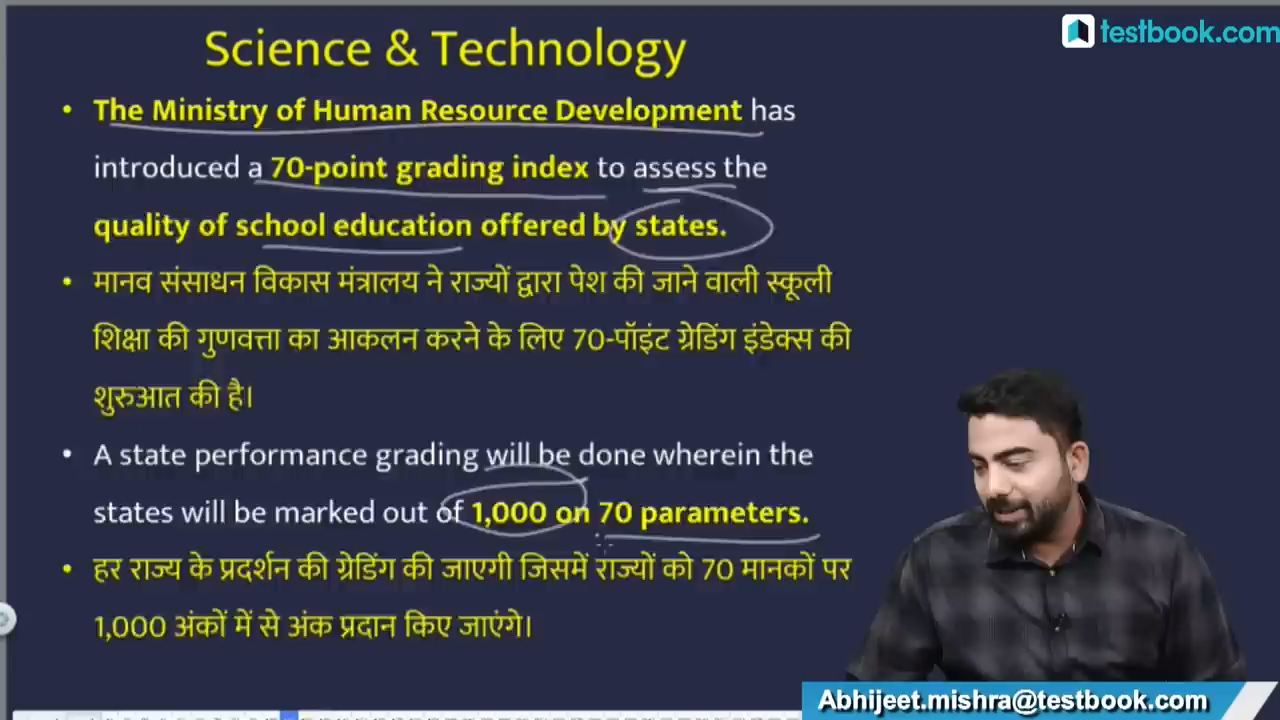 Science & Technology
testbook.com
• The Ministry of Human Resource Development has
introduced a 70-point grading index to assess the
quality of school education offered by states.
• मानव संसाधन विकास मंत्रालय ने राज्यों द्वारा पेश की जाने वाली स्कूली
शिक्षा की गुणवत्ता का आकलन करने के लिए 70-पॉइंट ग्रेडिंग इंडेक्स की
शुरुआत की है।
• A state performance grading will be done wherein the
states will be marked out of 1,000 on 70 parameters.
• हर राज्य के प्रदर्शन की ग्रेडिंग की जाएगी जिसमें राज्यों को 70 मानकों पर
1,000 अंकों में से अंक प्रदान किए जाएंगे।
Abhijeet.mishra@testbook.com